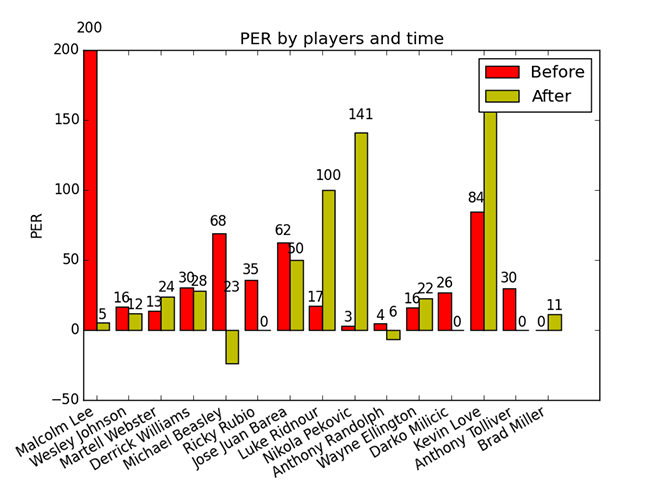 PER by players and time
Before
After
PER
200
150
100
50
0
−50
200
5
16
12
13
24
30
28
68
23
35
0
62
50
17
100
3
141
4
6
16
22
26
0
84
30
0
0
11
Malcolm Lee
Wesley Johnson
Martell Webster
Derrick Williams
Michael Beasley
Ricky Rubio
Jose Juan Barea
Luke Ridnour
Nikola Pekovic
Anthony Randolph
Wayne Ellington
Darko Milicic
Kevin Love
Anthony Tolliver
Brad Miller